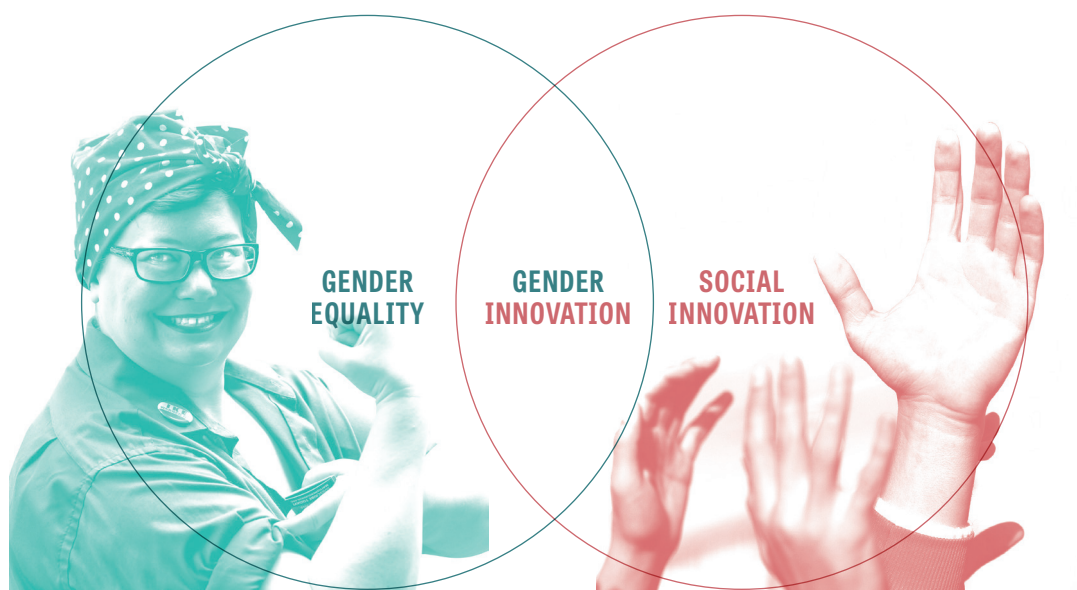 GENDER
EQUALITY
GENDER
INNOVATION
SOCIAL
INNOVATION